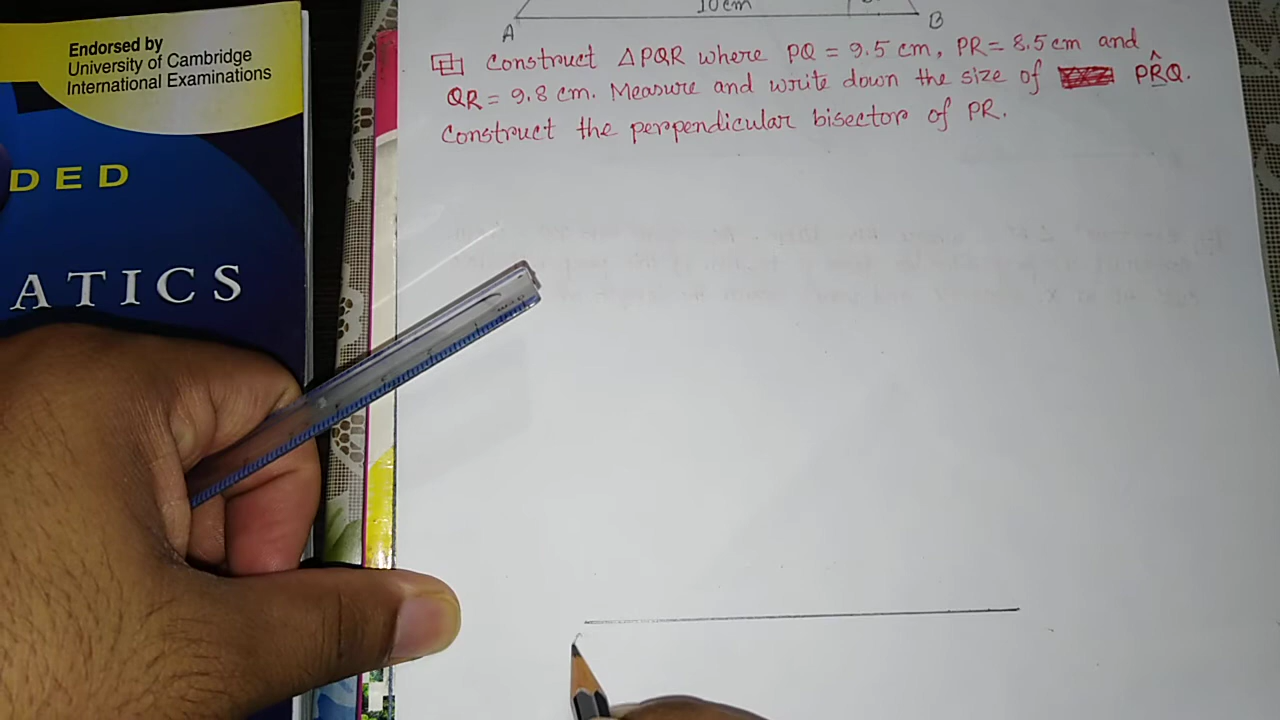 Endorsed by
University of Cambridge
International Examinations
DED
ATICS
10cm
A
B
Construct △PQR where PQ = 9.5 cm, PR = 8.5 cm and
QR = 9.8 cm. Measure and write down the size of PR̂Q.
Construct the perpendicular bisector of PR.